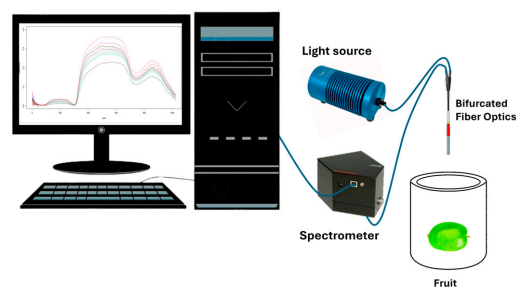 Light source
Bifurcated
Fiber Optics
Spectrometer
Fruit